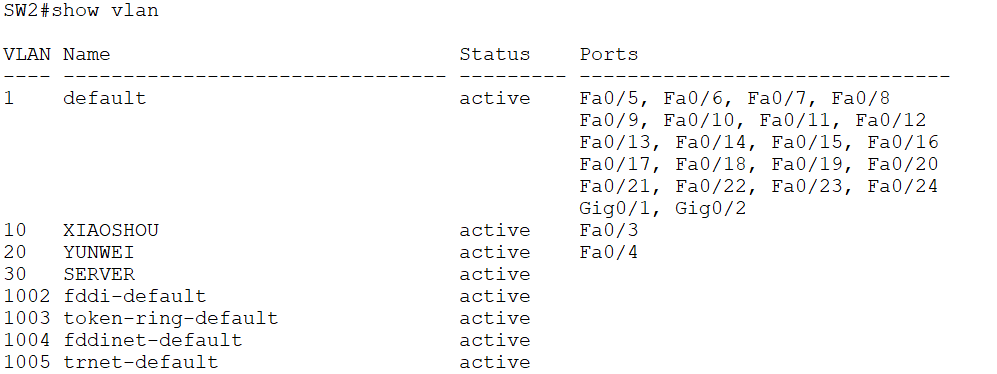 SW2#show vlan
VLAN Name                             Status    Ports
---- -------------------------------- --------- -------------------------------
1    default                          active    Fa0/5, Fa0/6, Fa0/7, Fa0/8
                                                Fa0/9, Fa0/10, Fa0/11, Fa0/12
                                                Fa0/13, Fa0/14, Fa0/15, Fa0/16
                                                Fa0/17, Fa0/18, Fa0/19, Fa0/20
                                                Fa0/21, Fa0/22, Fa0/23, Fa0/24
                                                Gig0/1, Gig0/2
10   XIAOSHOU                         active    Fa0/3
20   YUNWEI                           active    Fa0/4
30   SERVER                           active
1002 fddi-default                     active
1003 token-ring-default               active
1004 fddinet-default                  active
1005 trnet-default                    active